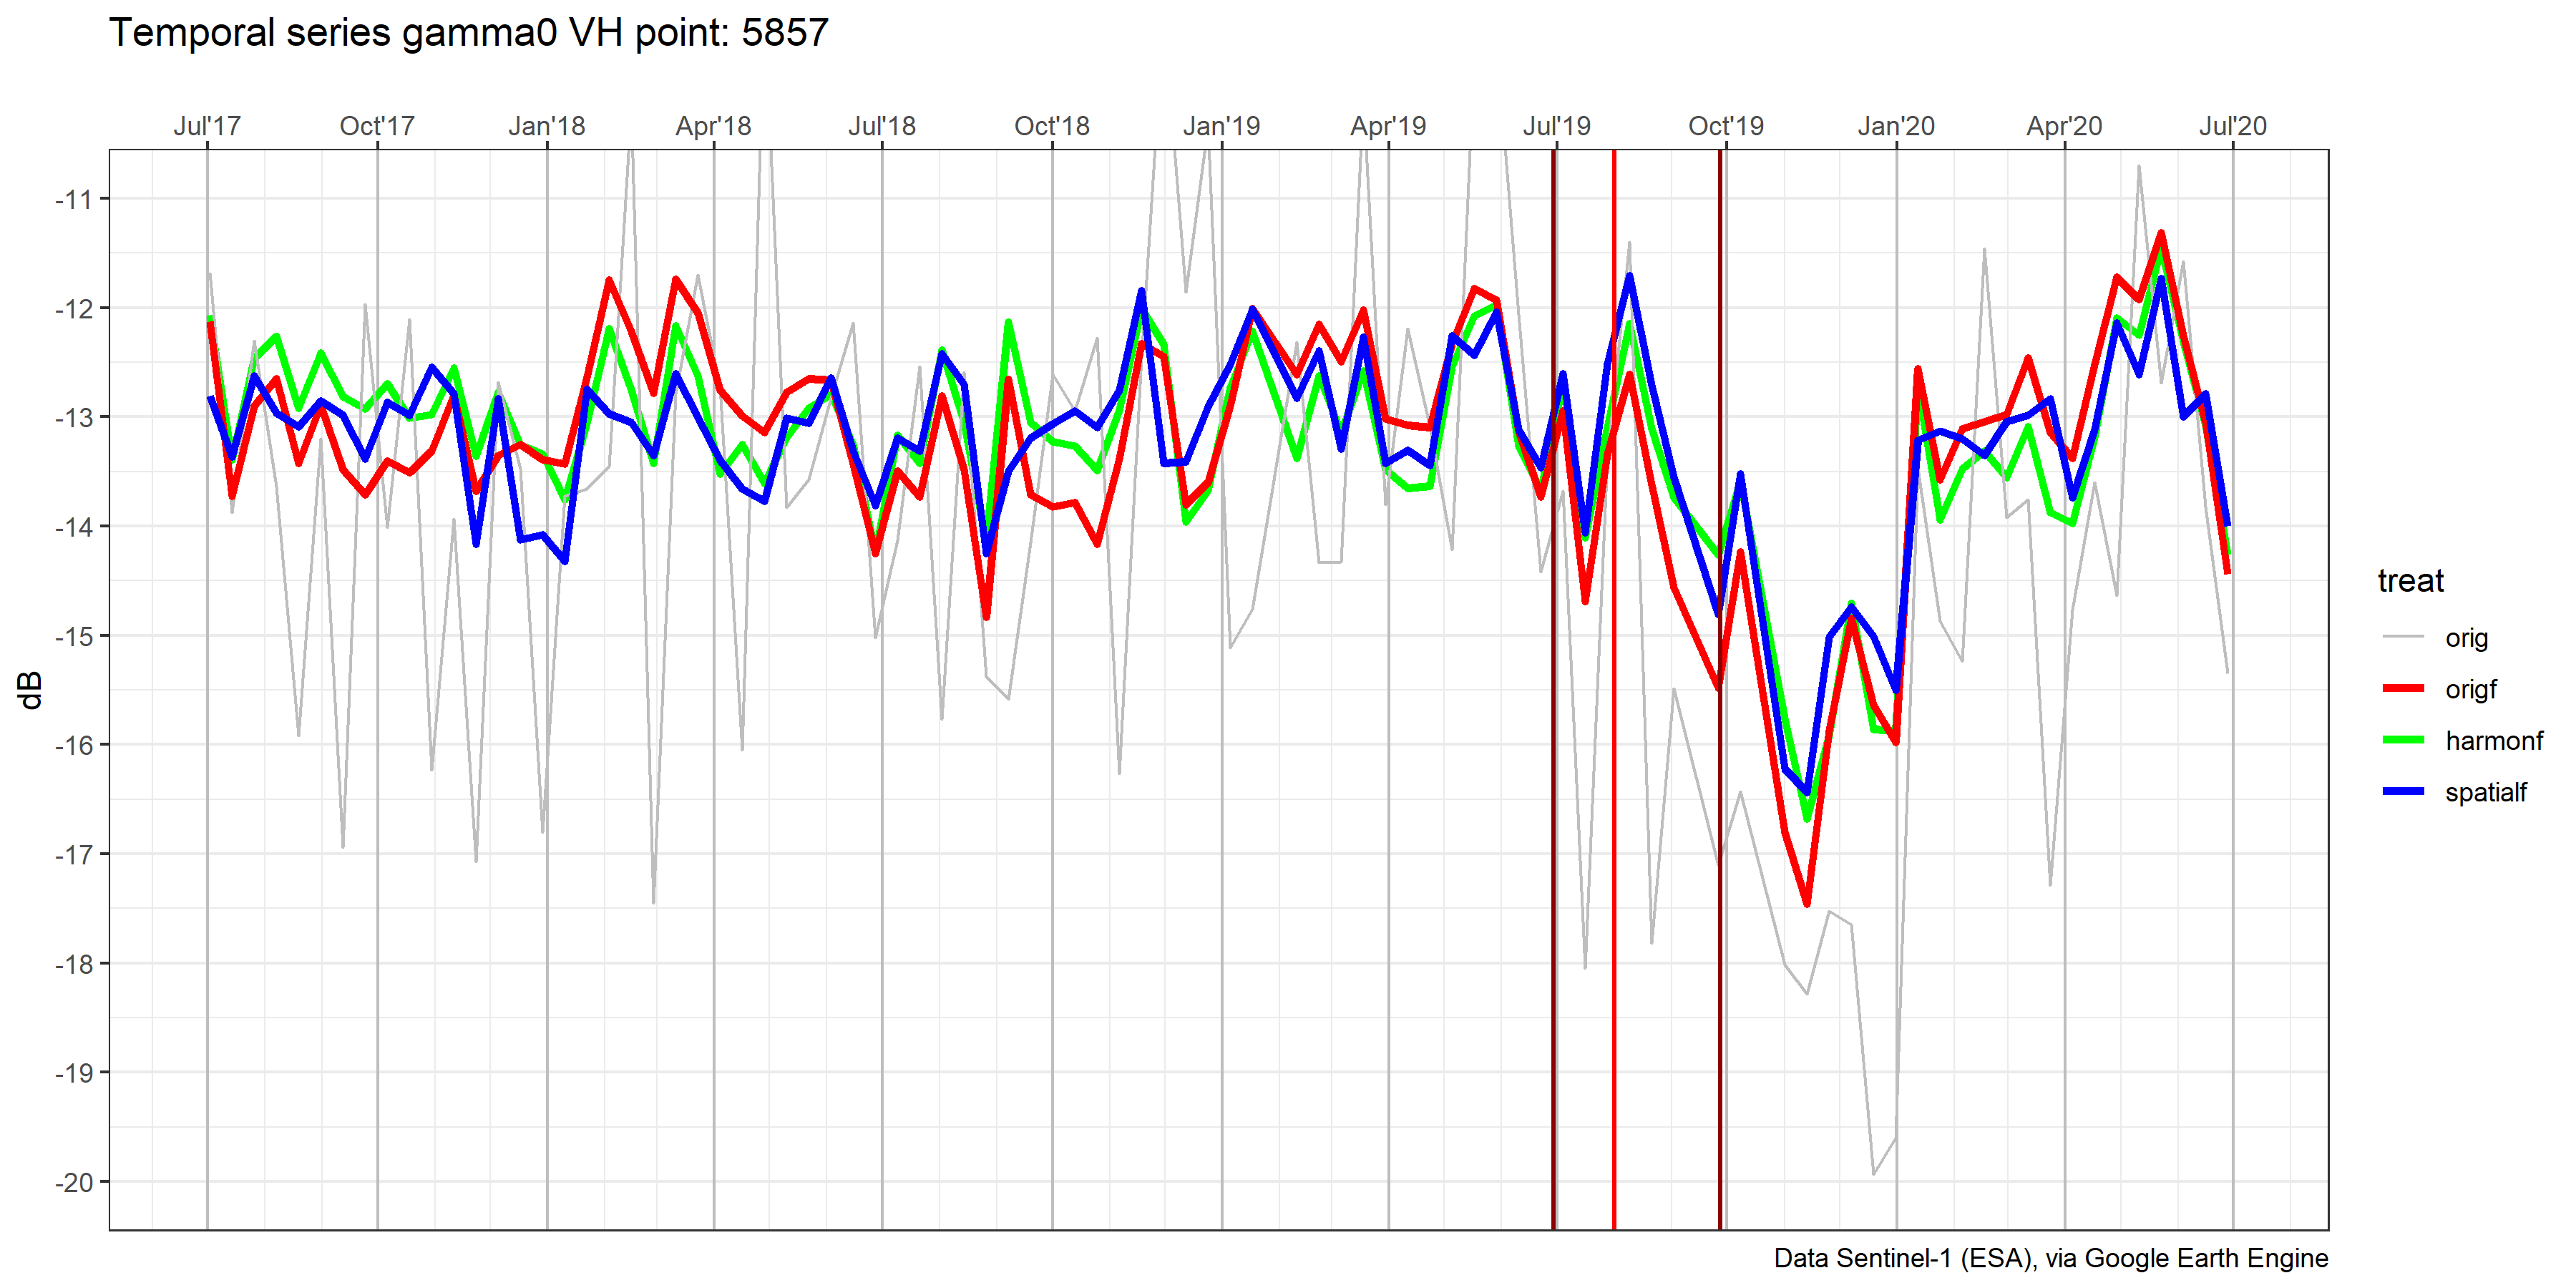 Temporal series gamma0 VH point: 5857
Jul'17 Oct'17 Jan'18 Apr'18 Jul'18 Oct'18 Jan'19 Apr'19 Jul'19 Oct'19 Jan'20 Apr'20 Jul'20
-11
-12
-13
-14
-15
-16
-17
-18
-19
-20
dB
treat
orig
origf
harmonf
spatialf
Data Sentinel-1 (ESA), via Google Earth Engine